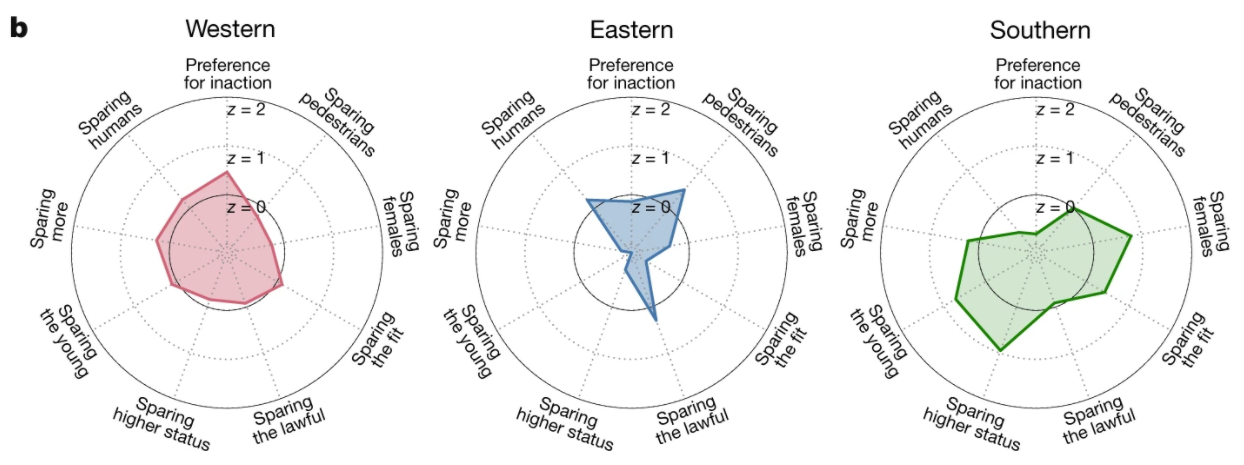 b
Western
Preference
for inaction
Sparing
pedestrians
Sparing
females
Sparing
the fit
Sparing
the lawful
Sparing
higher status
Sparing
the young
Sparing
more
Sparing
humans
z = 2
z = 1
z = 0
Eastern
Preference
for inaction
Sparing
pedestrians
Sparing
females
Sparing
the fit
Sparing
the lawful
Sparing
higher status
Sparing
the young
Sparing
more
Sparing
humans
z = 2
z = 1
z = 0
Southern
Preference
for inaction
Sparing
pedestrians
Sparing
females
Sparing
the fit
Sparing
the lawful
Sparing
higher status
Sparing
the young
Sparing
more
Sparing
humans
z = 2
z = 1
z = 0